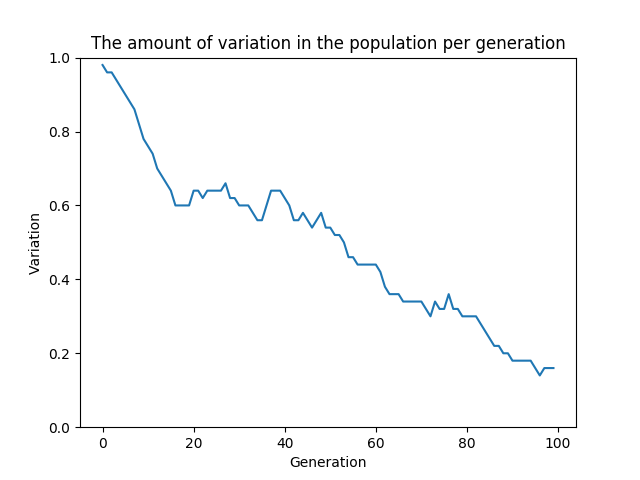 The amount of variation in the population per generation
1.0
0.8
0.6
0.4
0.2
0.0
Variation
0 20 40 60 80 100
Generation